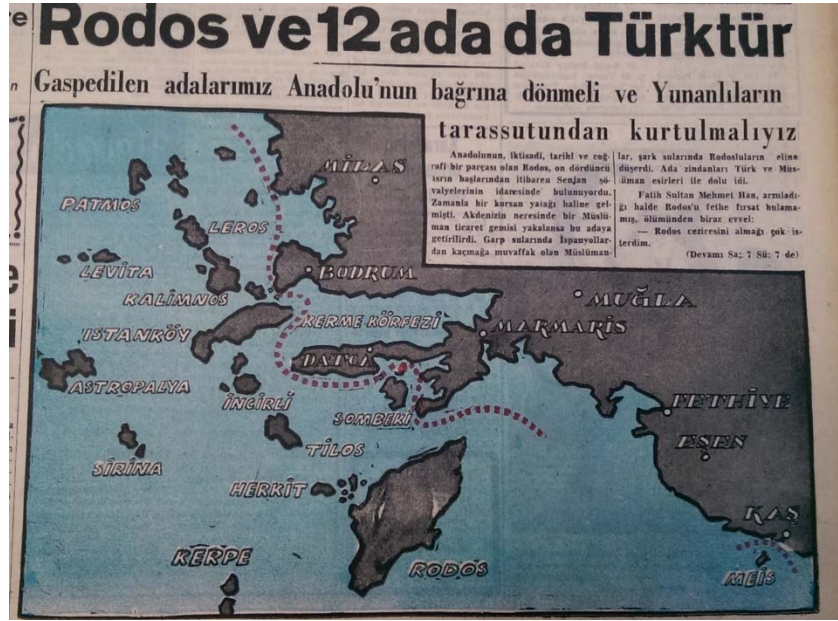 Rodos ve 12 ada da Türktür
Gaspedilen adalarımız Anadolu'nun bağrına dönmeli ve Yunanlıların
tarassutundan kurtulmalıyız
Anadolunun, iktisadi, tarihî ve coğ-
rafi bir parçası olan Rodos, on dördüncü
asrın başlarından itibaren Senjan şö-
valyelerinin idaresinde bulunuyordu.
Zamanla bir korsan yatağı haline gel-
mişti. Akdenizin neresinde bir Müslü-
man ticaret gemisi yakalansa bu adaya
getirilirdi. Garp sularında İspanyollar-
dan kaçmağa muvaffak olan Müslüman-
lar, şark sularında Rodosluların eline
düşerdi. Ada zindanları Türk ve Müs-
lüman esirleri ile dolu idi.
Fatih Sultan Mehmet Han, arzuladı-
ğı halde Rodos'u fethe fırsat bulama-
mış, ölümünden biraz evvel:
— Rodos ceziresini almağı çok is-
terdim.
(Devamı Sa: 7 Sü: 7 de)
MİLAS
PATMOS
LEROS
LEVİTA
BODRUM
KALİMNOS
MUĞLA
İSTANKÖY
KERME KÖRFEZİ
MARMARİS
DATÇA
ASTROPALYA
İNCİRLİ
SOMBEKİ
FETHİYE
EŞEN
TİLOS
SİRİNA
HERKİT
KAŞ
KERPE
RODOS
MEİS